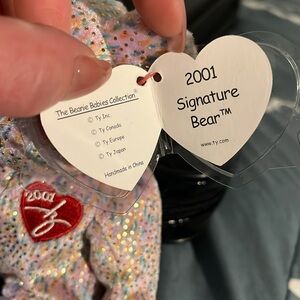 The Beanie Babies Collection®
© Ty Inc
© Ty Canada
© Ty Europe
© Ty Japan
Handmade in China
2001
Signature
Bear™
www.ty.com
2001